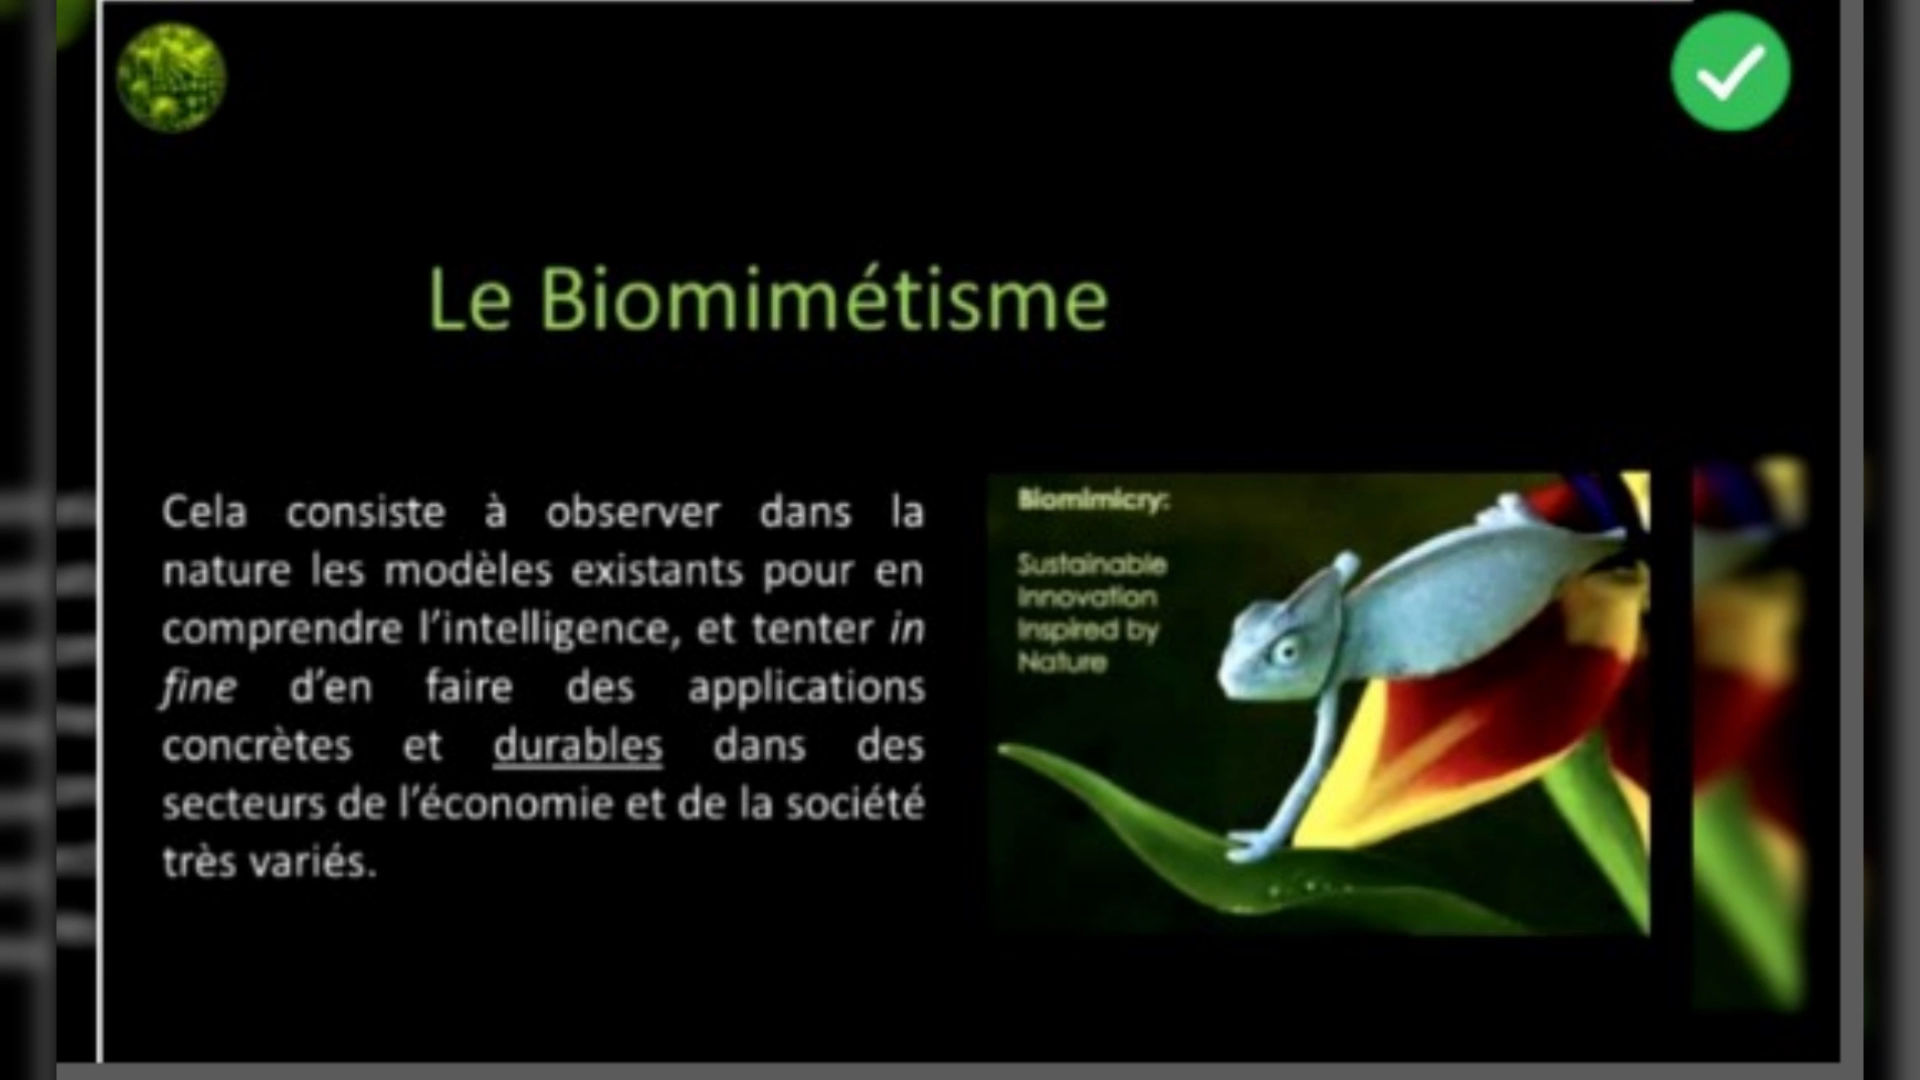 Le Biomimétisme
Cela consiste à observer dans la
nature les modèles existants pour en
comprendre l'intelligence, et tenter in
fine d'en faire des applications
concrètes et durables dans des
secteurs de l'économie et de la société
très variés.
Biomimicry:
Sustainable
Innovation
Inspired by
Nature